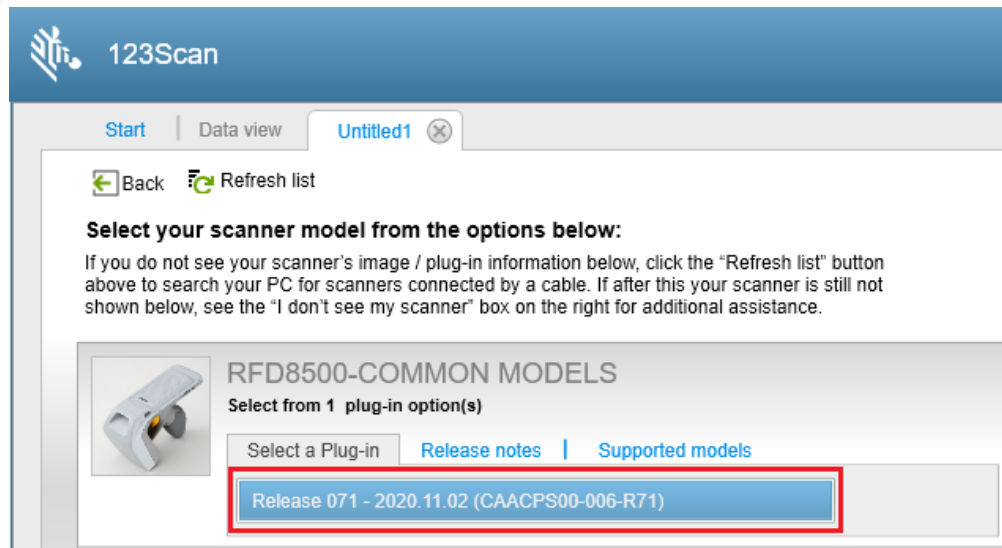 123Scan
Start Data view Untitled1
Back Refresh list
Select your scanner model from the options below:
If you do not see your scanner's image / plug-in information below, click the “Refresh list” button
above to search your PC for scanners connected by a cable. If after this your scanner is still not
shown below, see the “I don't see my scanner” box on the right for additional assistance.
RFD8500-COMMON MODELS
Select from 1 plug-in option(s)
Select a Plug-in Release notes | Supported models
Release 071 - 2020.11.02 (CAACPS00-006-R71)